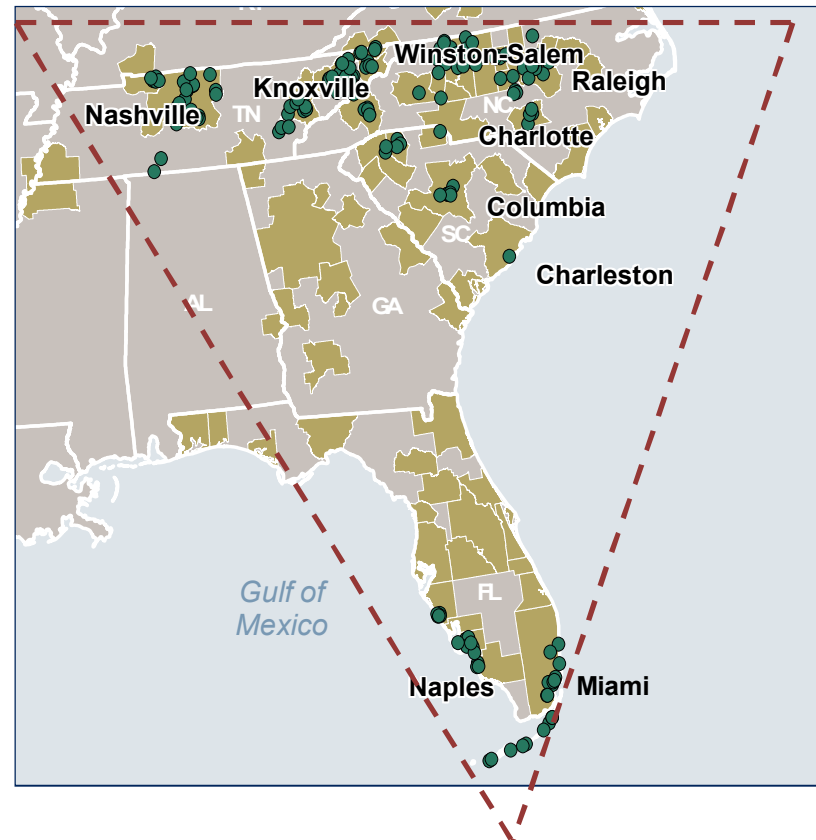 Winston-Salem
Knoxville
Raleigh
Nashville
TN
NC
Charlotte
Columbia
SC
Charleston
AL
GA
FL
Gulf of
Mexico
Naples
Miami